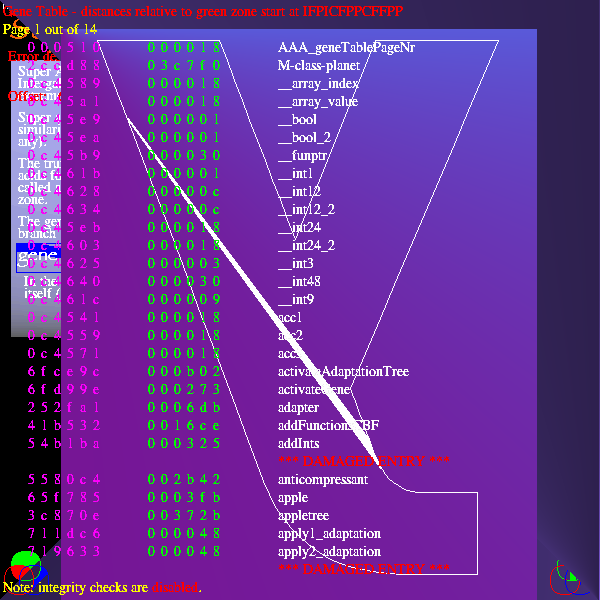 Gene Table - distances relative to green zone start at IFPICFPPCFFPP
Page 1 out of 14
0 0 0 5 1 0 0 0 0 0 1 8 AAA_geneTablePageNr
Error de
2 c c d 8 8 0 3 c 7 f 0 M-class-planet
Super A
0 c 4 5 8 9 0 0 0 0 1 8 __array_index
Interg
Offset:
0 c 4 5 a 1 0 0 0 0 1 8 __array_value
0 c 4 5 e 9 0 0 0 0 0 1 __bool
Super
similari
0 c 4 5 e a 0 0 0 0 0 1 __bool_2
any).
0 c 4 5 b 9 0 0 0 0 3 0 __funptr
The tru
0 c 4 6 1 b 0 0 0 0 0 1 __int1
called
0 c 4 6 2 8 0 0 0 0 0 c __int12
zone.
0 c 4 6 3 4 0 0 0 0 0 c __int12_2
The gen
0 c 4 5 e b 0 0 0 0 1 8 __int24
branch
0 c 4 6 0 3 0 0 0 0 1 8 __int24_2
gene
0 c 4 6 2 5 0 0 0 0 0 3 __int3
In the
0 c 4 6 4 0 0 0 0 0 3 0 __int48
itself
0 c 4 6 1 c 0 0 0 0 0 9 __int9
0 c 4 5 4 1 0 0 0 0 1 8 acc1
0 c 4 5 5 9 0 0 0 0 1 8 acc2
0 c 4 5 7 1 0 0 0 0 1 8 acc3
6 f c e 9 c 0 0 0 b 0 2 activateAdaptationTree
6 f d 9 9 e 0 0 0 2 7 3 activateGene
2 5 2 f a 1 0 0 0 6 d b adapter
4 1 b 5 3 2 0 0 1 6 c e addFunctionsCBF
5 4 b 1 b a 0 0 0 3 2 5 addInts
*** DAMAGED ENTRY ***
5 5 8 0 c 4 0 0 2 b 4 2 anticompressant
6 5 f 7 8 5 0 0 0 3 f b apple
3 c 8 7 0 e 0 0 3 7 2 b appletree
7 1 1 d c 6 0 0 0 0 4 8 apply1_adaptation
7 1 9 6 3 3 0 0 0 0 4 8 apply2_adaptation
*** DAMAGED ENTRY ***
Note: integrity checks are disabled.